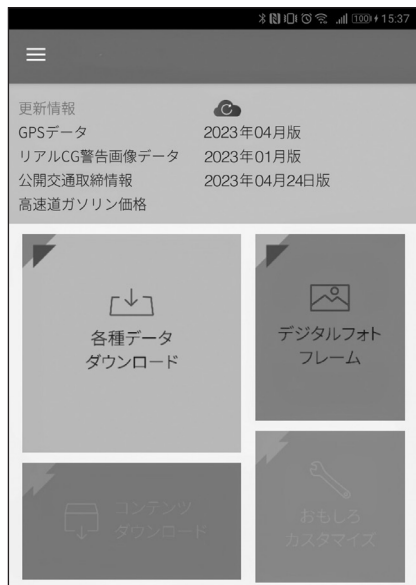 100 15:37
更新情報
GPSデータ 2023年04月版
リアルCG警告画像データ 2023年01月版
公開交通取締情報 2023年04月24日版
高速道ガソリン価格
各種データ
ダウンロード
デジタルフォト
フレーム
コンテンツ
ダウンロード
おもしろ
カスタマイズ